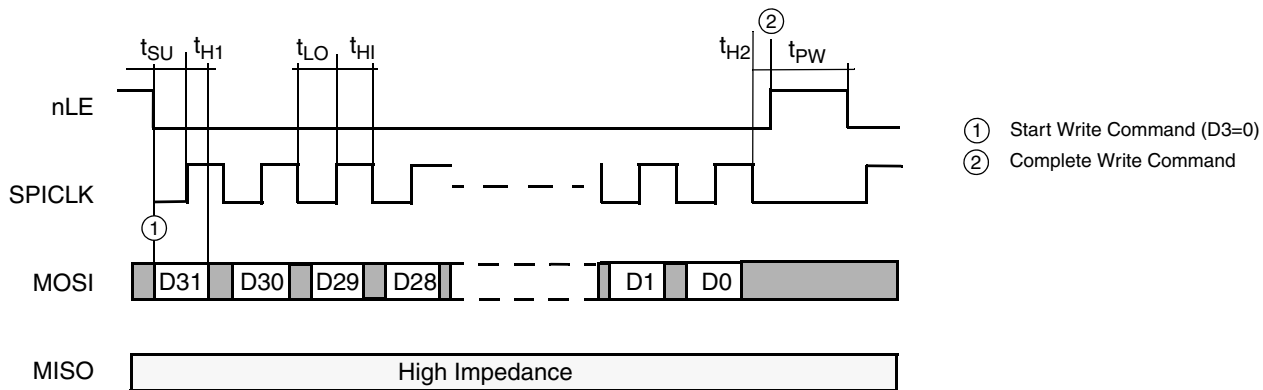 ②
tSU tH1 tLO tHI tH2 tPW
nLE
① Start Write Command (D3=0)
② Complete Write Command
SPICLK
①
MOSI D31 D30 D29 D28 D1 D0
MISO High Impedance